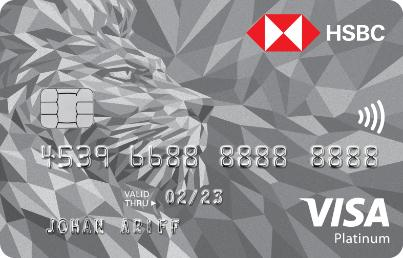 HSBC
4539 6688 8888 8888
VALID
THRU ▸ 02/23
JOHAN ARIFF
VISA
Platinum